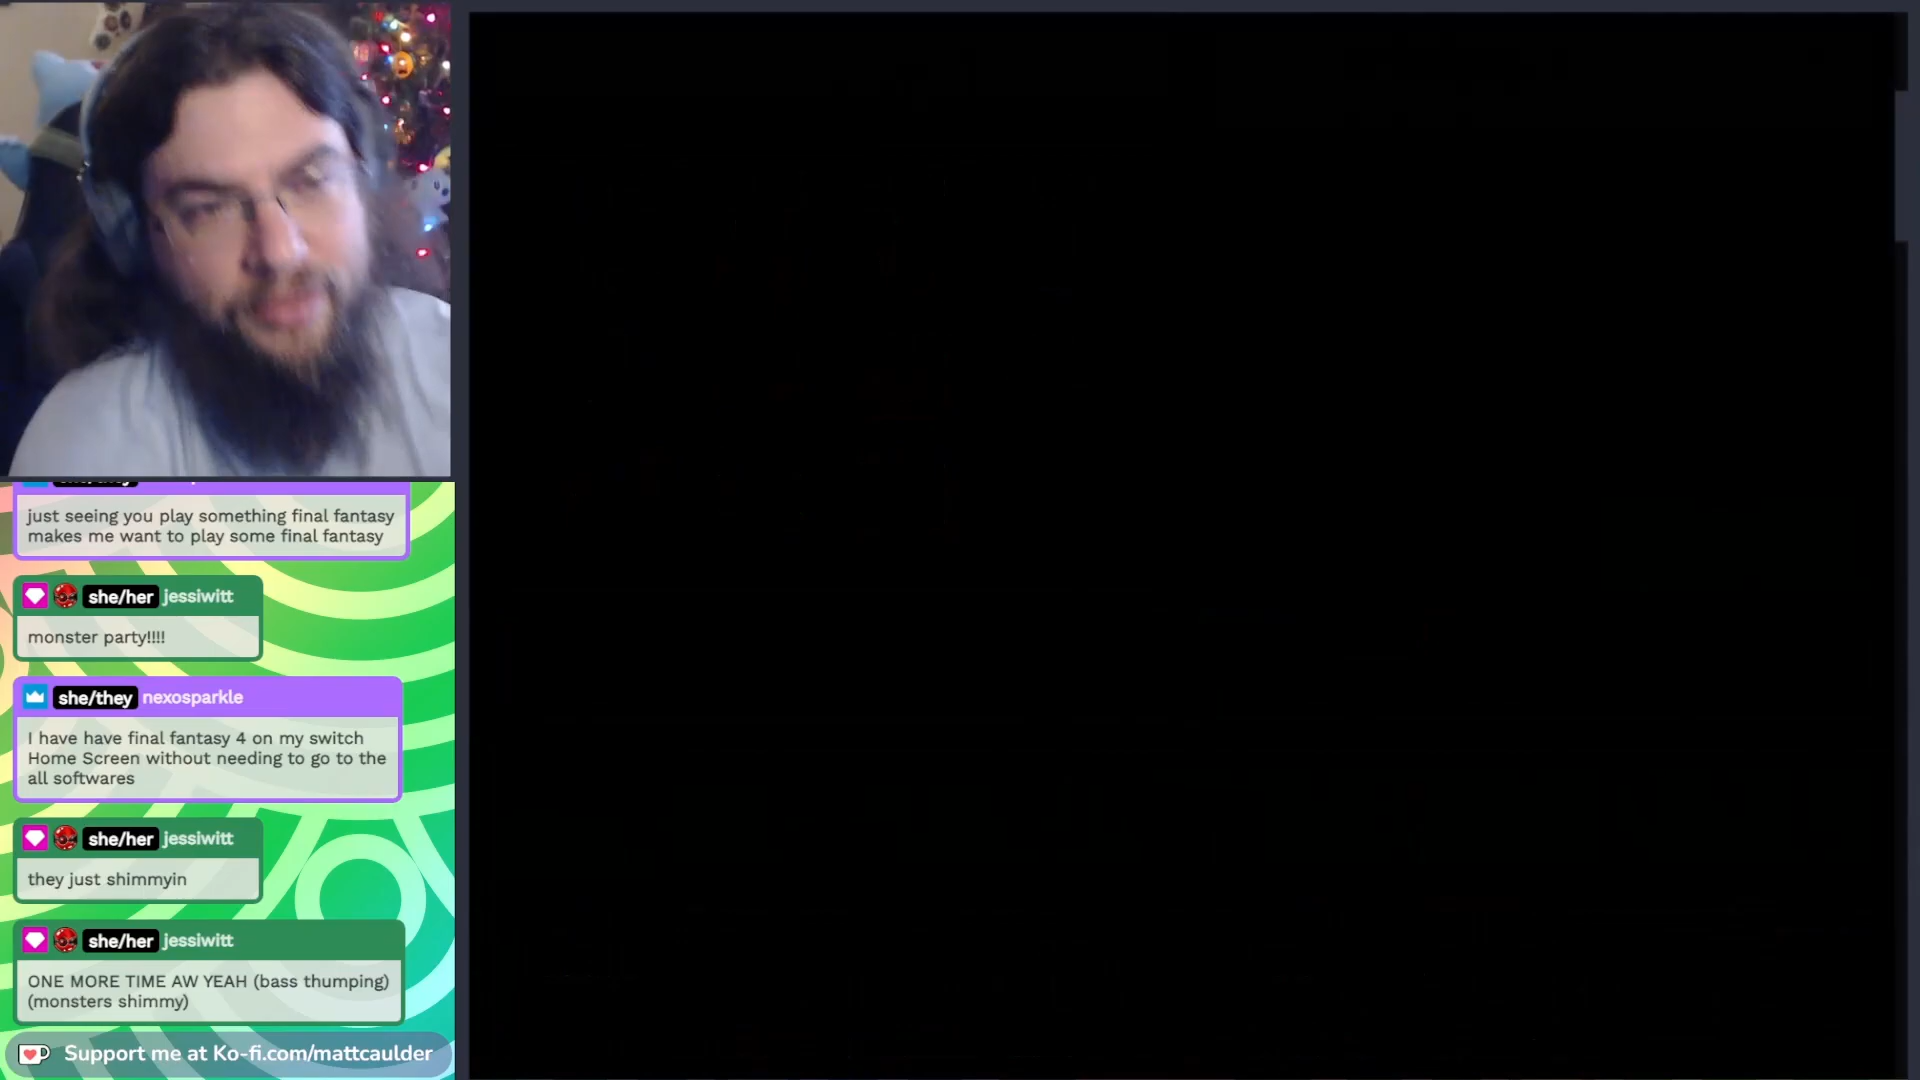 just seeing you play something final fantasy
makes me want to play some final fantasy
she/her jessiwitt
monster party!!!!
she/they nexosparkle
I have have final fantasy 4 on my switch
Home Screen without needing to go to the
all softwares
she/her jessiwitt
they just shimmyin
she/her jessiwitt
ONE MORE TIME AW YEAH (bass thumping)
(monsters shimmy)
Support me at Ko-fi.com/mattcaulder